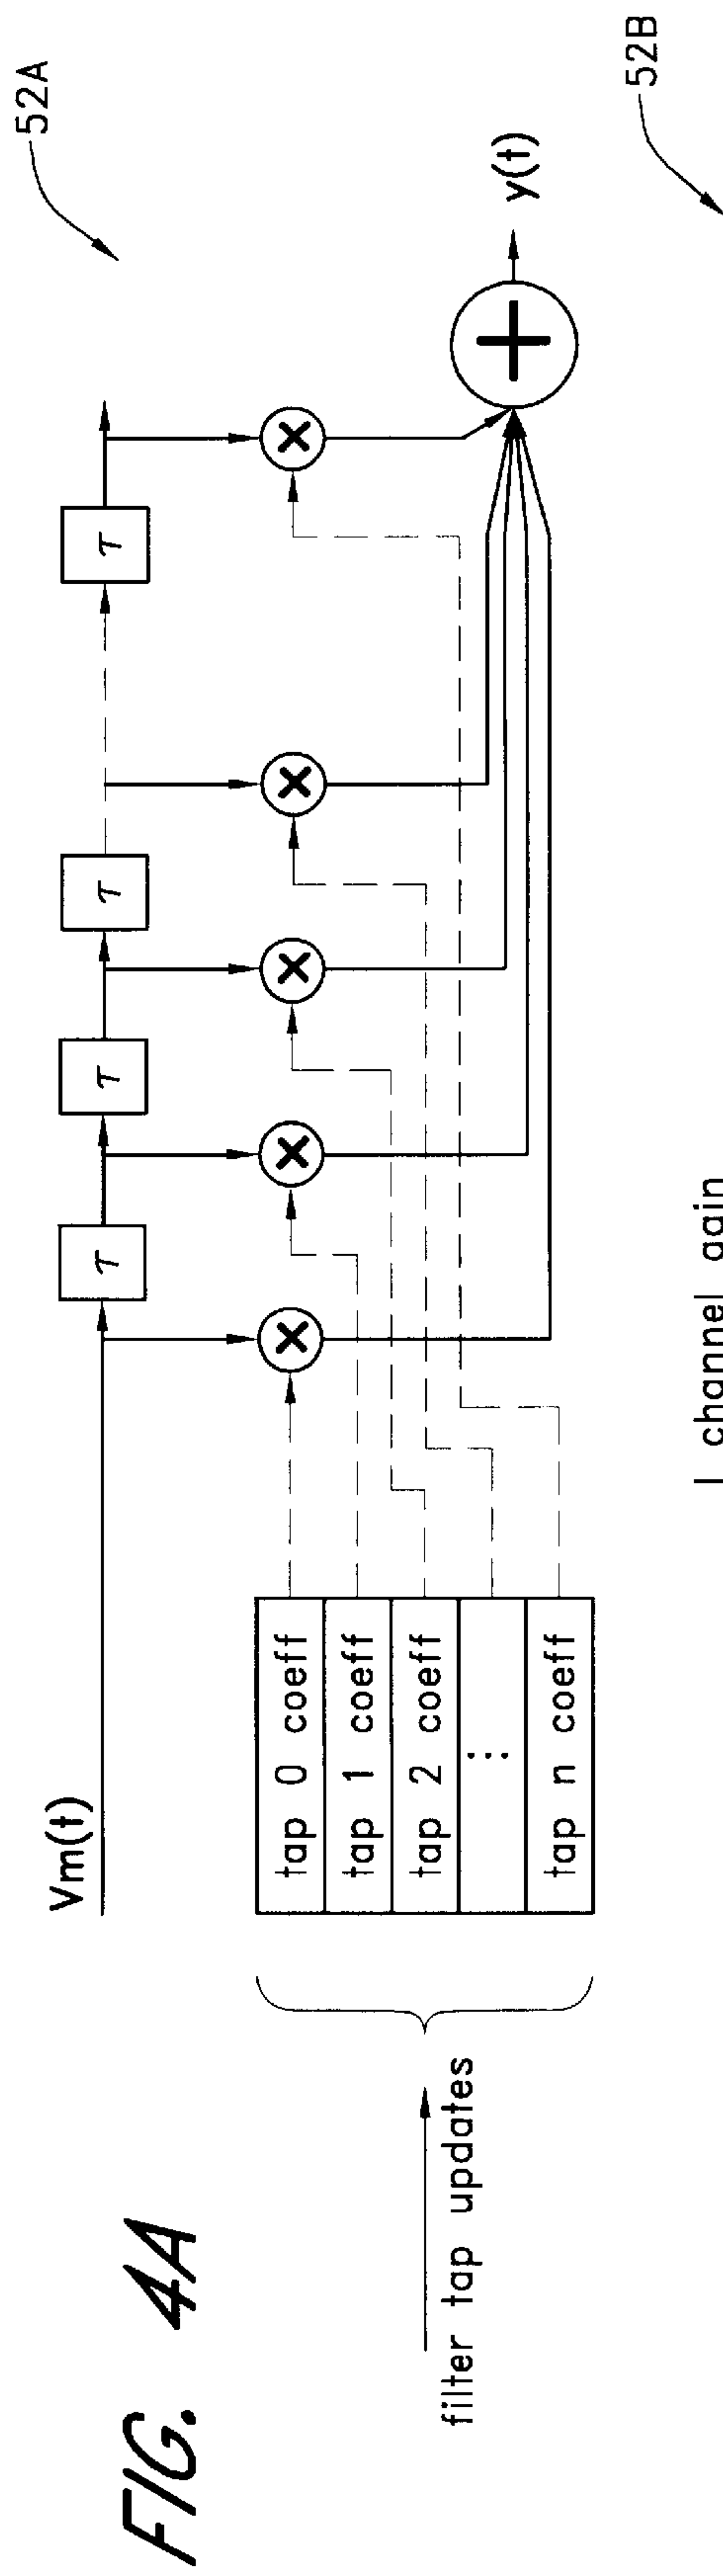 FIG. 4A
52A
Vm(t)
τ
τ
τ
τ
×
×
×
×
×
+
y(t)
tap 0 coeff
tap 1 coeff
tap 2 coeff
...
tap n coeff
filter tap updates
52B
I channel gain